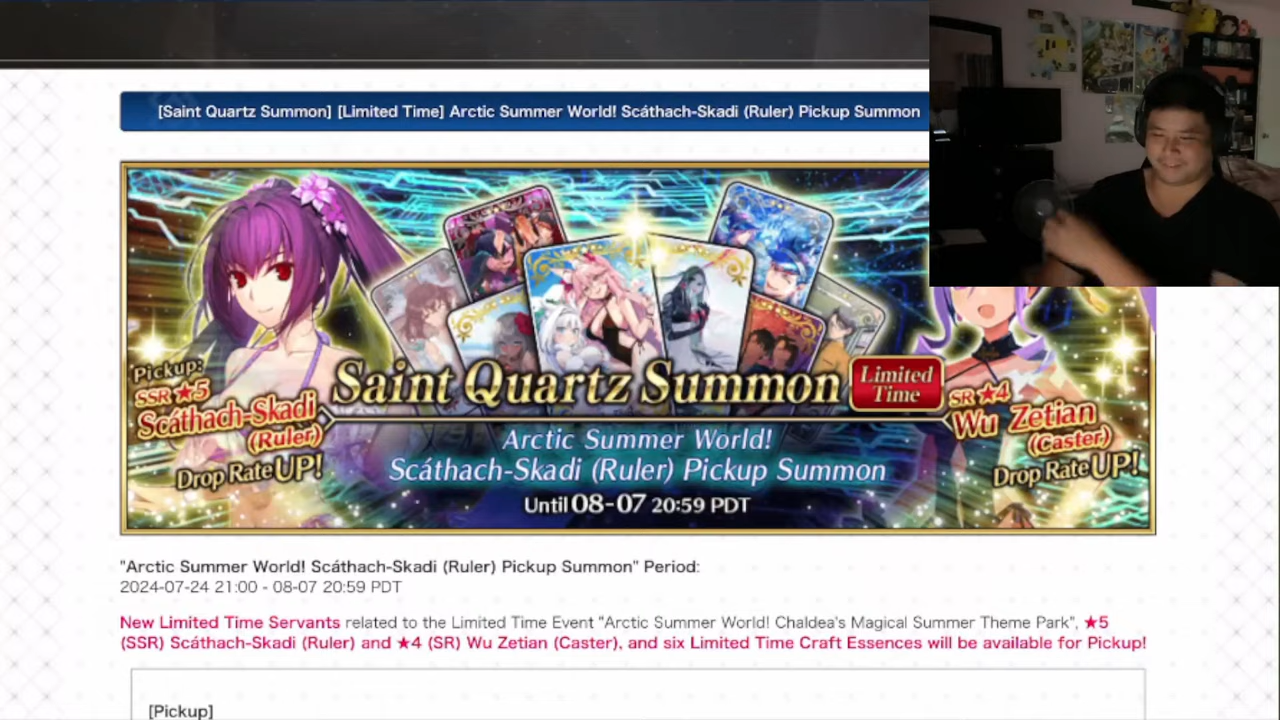 [Saint Quartz Summon] [Limited Time] Arctic Summer World! Scáthach-Skadi (Ruler) Pickup Summon
Pickup:
SSR ★5
Scáthach-Skadi
(Ruler)
Drop Rate UP!
Saint Quartz Summon
Limited
Time
SR ★4
Wu Zetian
(Caster)
Drop Rate UP!
Arctic Summer World!
Scáthach-Skadi (Ruler) Pickup Summon
Until 08-07 20:59 PDT
"Arctic Summer World! Scáthach-Skadi (Ruler) Pickup Summon" Period:
2024-07-24 21:00 - 08-07 20:59 PDT
New Limited Time Servants related to the Limited Time Event "Arctic Summer World! Chaldea's Magical Summer Theme Park", ★5
(SSR) Scáthach-Skadi (Ruler) and ★4 (SR) Wu Zetian (Caster), and six Limited Time Craft Essences will be available for Pickup!
[Pickup]